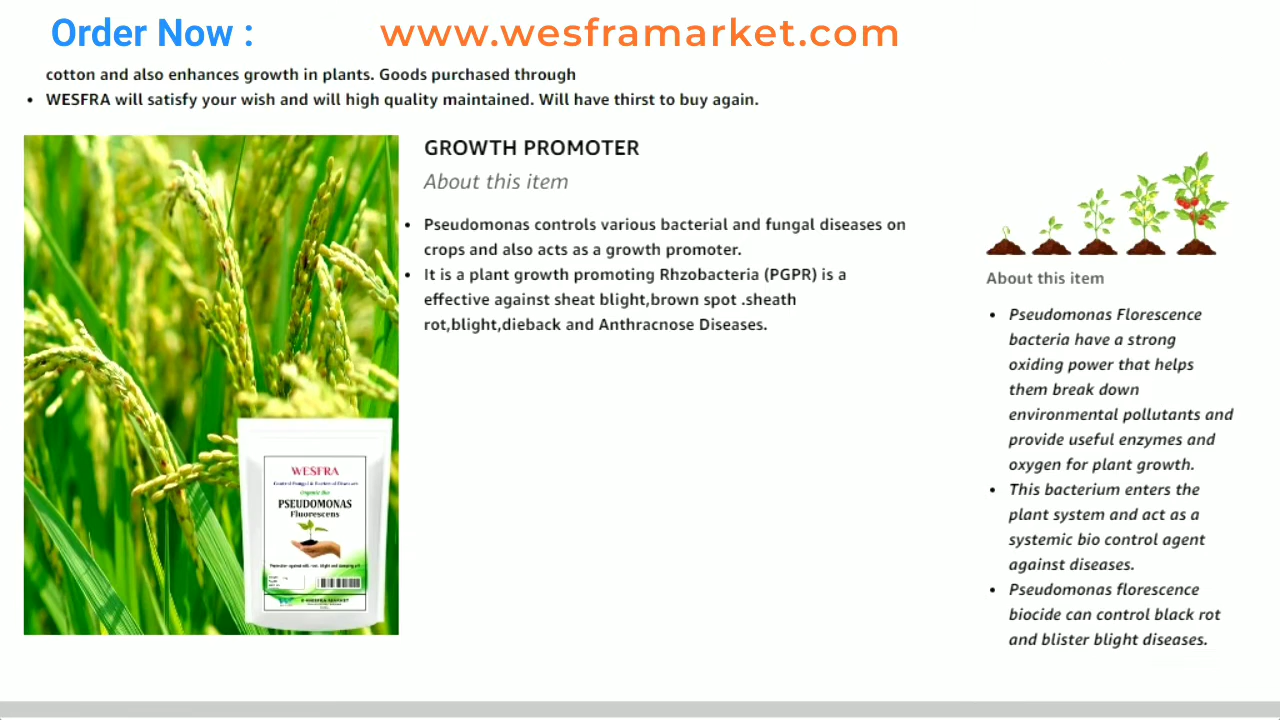 Order Now :
www.wesframarket.com
cotton and also enhances growth in plants. Goods purchased through
• WESFRA will satisfy your wish and will high quality maintained. Will have thirst to buy again.
GROWTH PROMOTER
About this item
• Pseudomonas controls various bacterial and fungal diseases on
crops and also acts as a growth promoter.
• It is a plant growth promoting Rhzobacteria (PGPR) is a
effective against sheat blight,brown spot .sheath
rot,blight,dieback and Anthracnose Diseases.
WESFRA
Organic Bio
PSEUDOMONAS
Fluorescens
About this item
• Pseudomonas Florescence
bacteria have a strong
oxiding power that helps
them break down
environmental pollutants and
provide useful enzymes and
oxygen for plant growth.
• This bacterium enters the
plant system and act as a
systemic bio control agent
against diseases.
• Pseudomonas florescence
biocide can control black rot
and blister blight diseases.